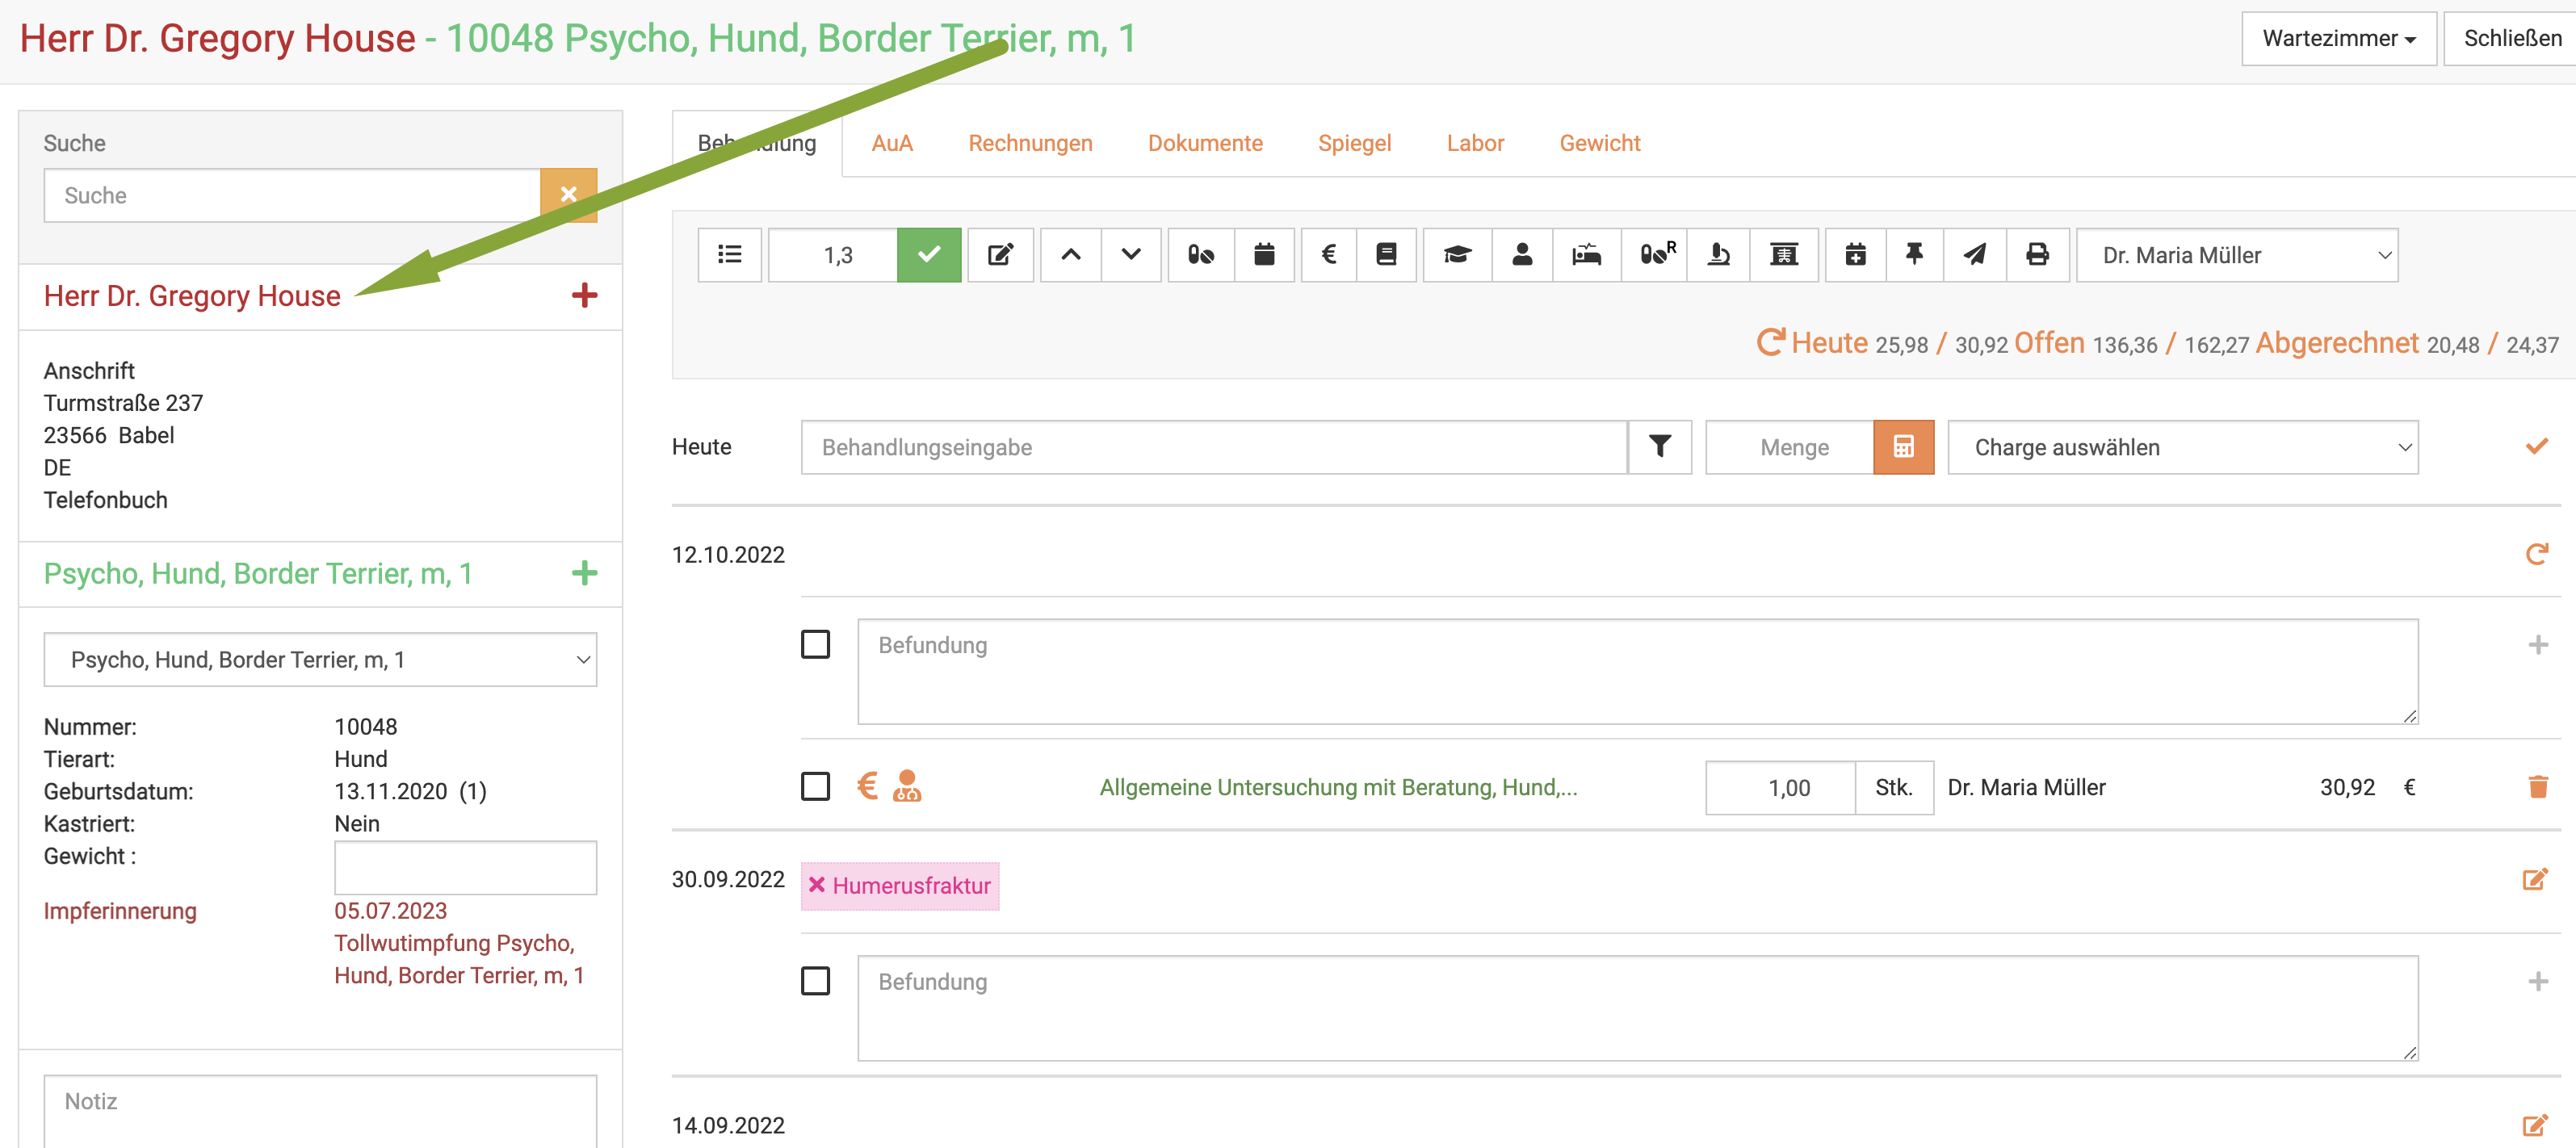 Herr Dr. Gregory House - 10048 Psycho, Hund, Border Terrier, m, 1
Wartezimmer
Schließen
Suche
Suche
Herr Dr. Gregory House
Anschrift
Turmstraße 237
23566 Babel
DE
Telefonbuch
Psycho, Hund, Border Terrier, m, 1
Psycho, Hund, Border Terrier, m, 1
Nummer: 10048
Tierart: Hund
Geburtsdatum: 13.11.2020 (1)
Kastriert: Nein
Gewicht :
Impferinnerung 05.07.2023
Tollwutimpfung Psycho,
Hund, Border Terrier, m, 1
Notiz
Behandlung AuA Rechnungen Dokumente Spiegel Labor Gewicht
1,3 € R Dr. Maria Müller
Heute 25,98 / 30,92 Offen 136,36 / 162,27 Abgerechnet 20,48 / 24,37
Heute Behandlungseingabe Menge Charge auswählen
12.10.2022
Befundung
€ Allgemeine Untersuchung mit Beratung, Hund,... 1,00 Stk. Dr. Maria Müller 30,92 €
30.09.2022 Humerusfraktur
Befundung
14.09.2022